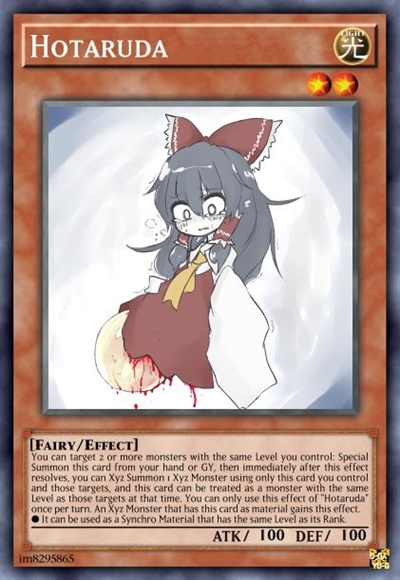 HOTARUDA
LIGHT
光
[FAIRY/EFFECT]
You can target 2 or more monsters with the same Level you control: Special
Summon this card from your hand or GY, then immediately after this effect
resolves, you can Xyz Summon 1 Xyz Monster using only this card you control
and those targets, and this card can be treated as a monster with the same
Level as those targets at that time. You can only use this effect of "Hotaruda"
once per turn. An Xyz Monster that has this card as material gains this effect.
● It can be used as a Synchro Material that has the same Level as its Rank.
ATK/ 100 DEF/ 100
im8295865